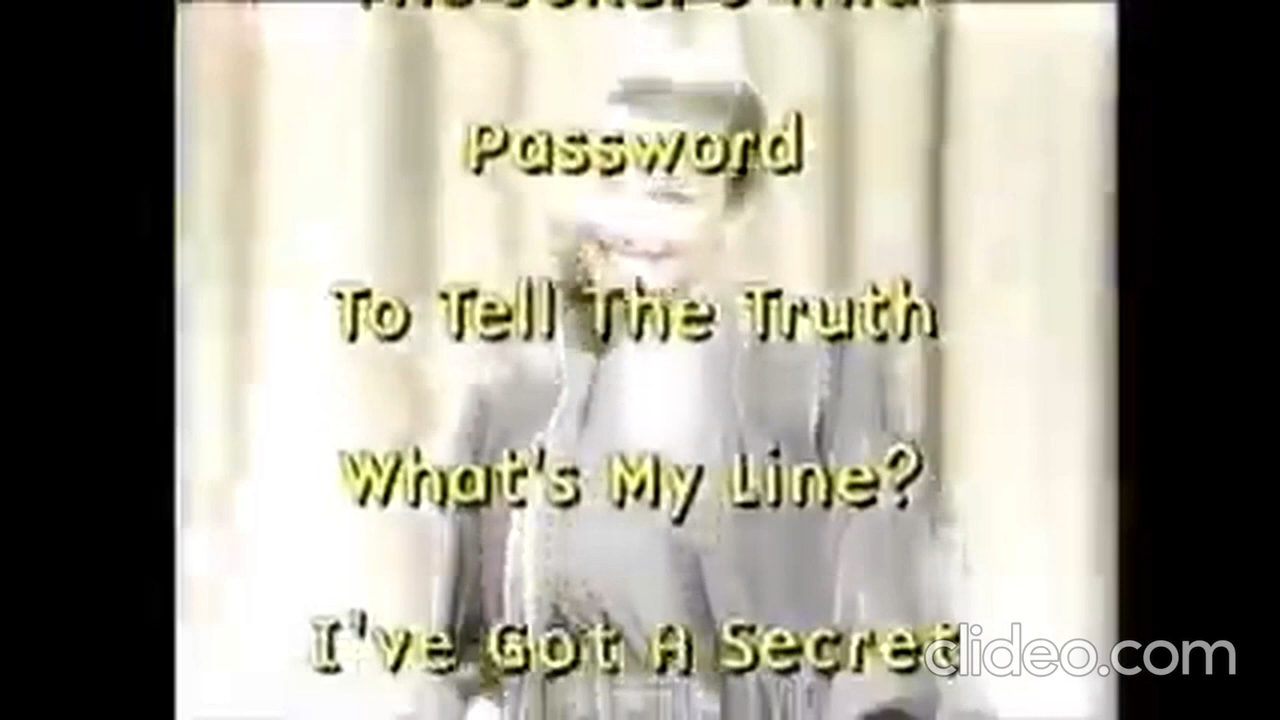 Password
To Tell The Truth
What's My Line?
I've Got A Secret
clideo.com